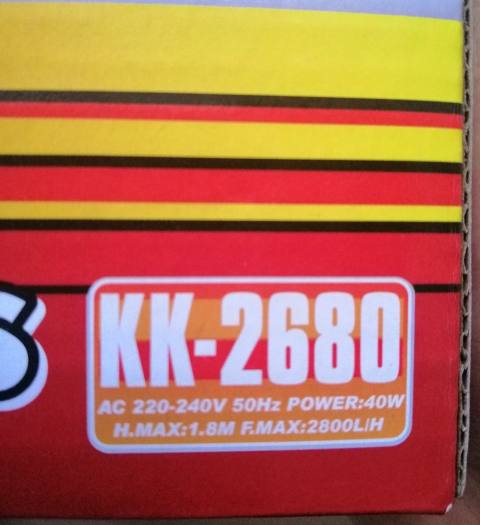 S
KK-2680
AC 220-240V 50Hz POWER:40W
H.MAX:1.8M F.MAX:2800L/H